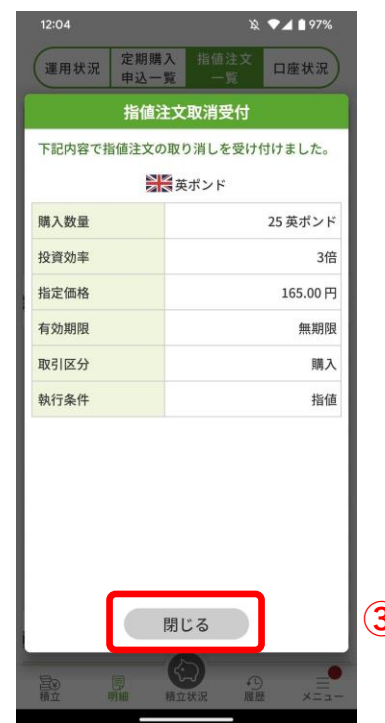 12:04 97%
運用状況 定期購入 指値注文 口座状況
申込一覧 一覧
指値注文取消受付
下記内容で指値注文の取り消しを受け付けました。
英ポンド
購入数量 25 英ポンド
投資効率 3倍
指定価格 165.00 円
有効期限 無期限
取引区分 購入
執行条件 指値
閉じる
③
積立 明細 積立状況 履歴 メニュー